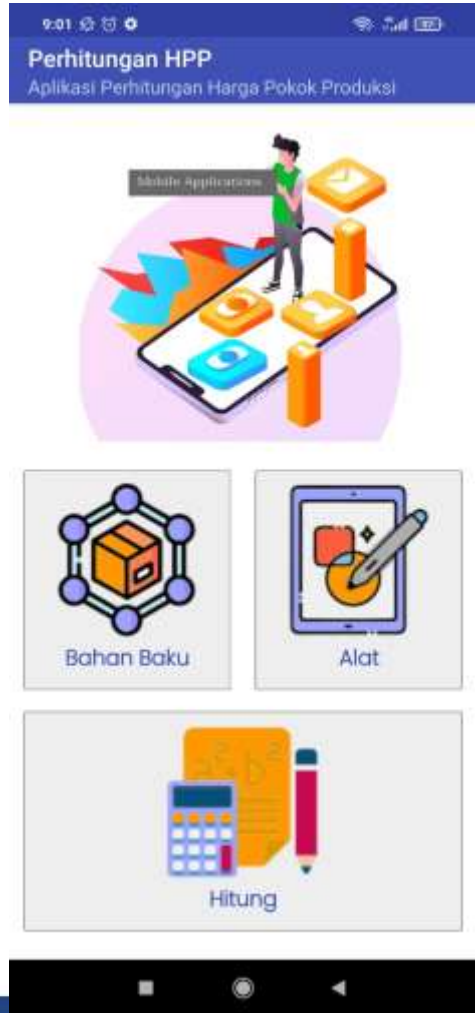 9:01
Perhitungan HPP
Aplikasi Perhitungan Harga Pokok Produksi
Mobile Applications
Bahan Baku
Alat
Hitung